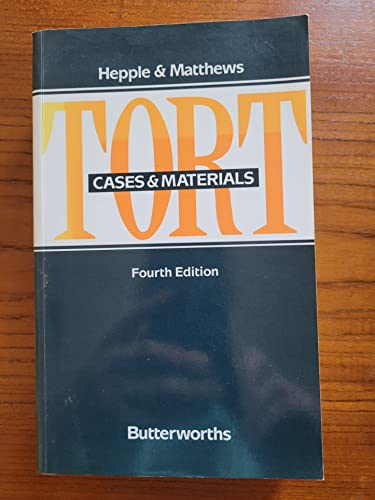 Hepple & Matthews
TORT
CASES & MATERIALS
Fourth Edition
Butterworths